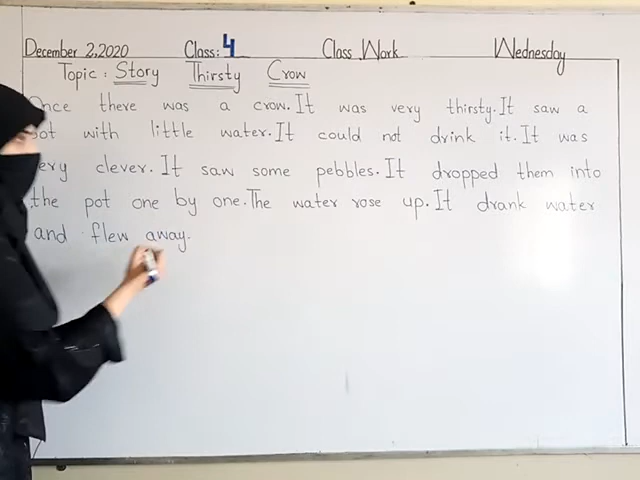 December 2,2020 Class: 4 Class Work Wednesday
Topic : Story Thirsty Crow
Once there was a crow. It was very thirsty. It saw a
pot with little water. It could not drink it. It was
very clever. It saw some pebbles. It dropped them into
the pot one by one. The water rose up. It drank water
and flew away.